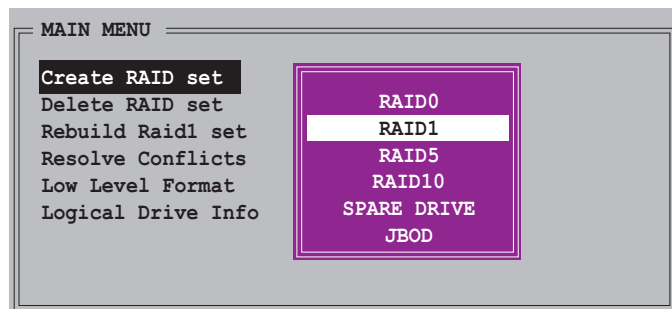 MAIN MENU
Create RAID set
Delete RAID set
Rebuild Raid1 set
Resolve Conflicts
Low Level Format
Logical Drive Info
RAID0
RAID1
RAID5
RAID10
SPARE DRIVE
JBOD